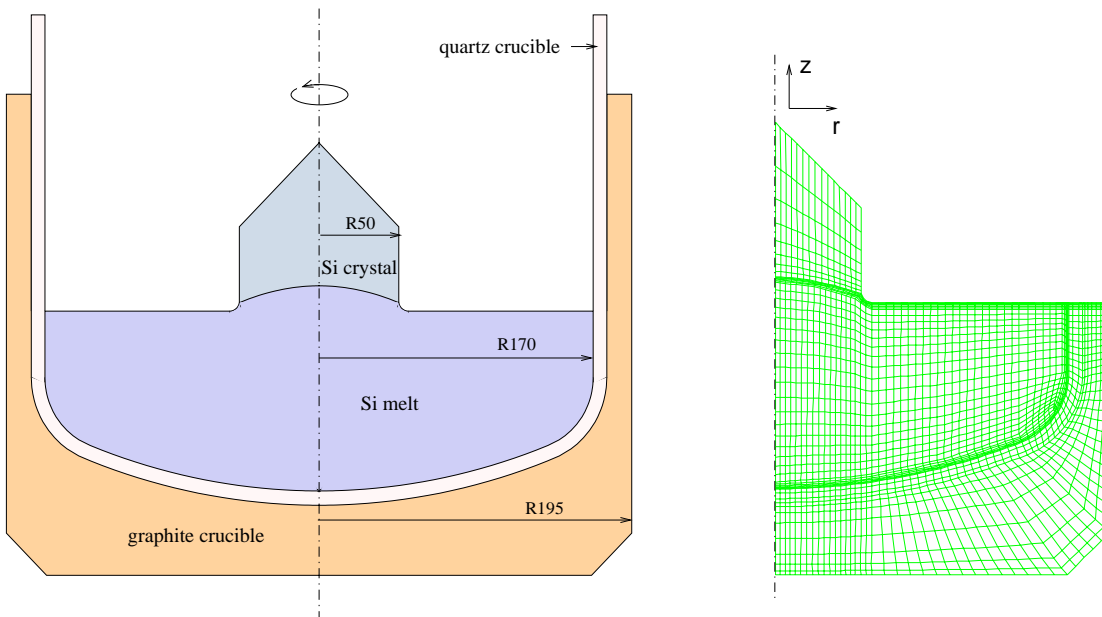 quartz crucible
z
r
R50
Si crystal
R170
Si melt
R195
graphite crucible